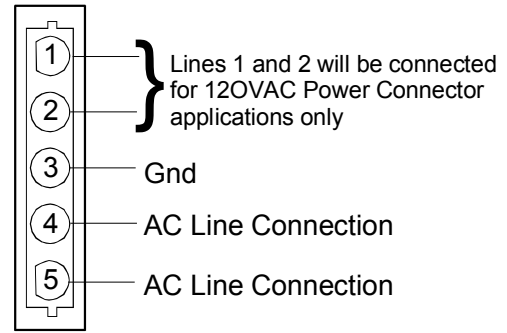 1
2
Lines 1 and 2 will be connected
for 12OVAC Power Connector
applications only
3 Gnd
4 AC Line Connection
5 AC Line Connection